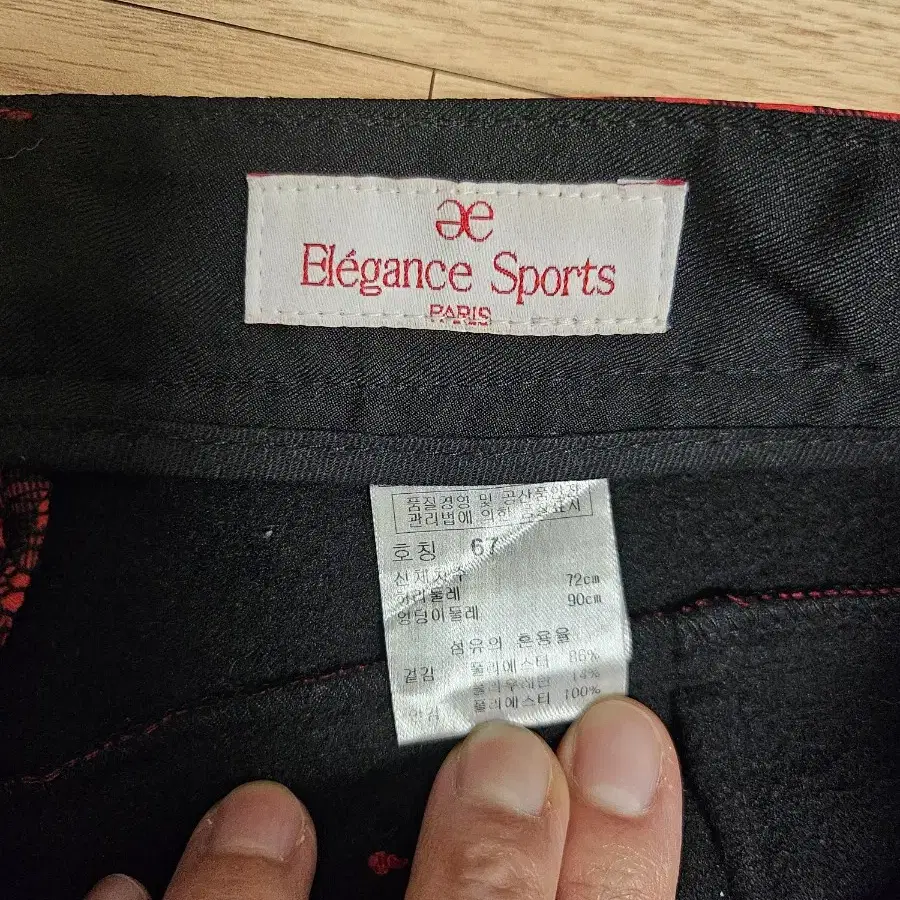 əe
Elégance Sports
PARIS
품질경영 및 공산품안전
관리법에 의한 품질표시
호칭 67
신체치수
허리둘레 72cm
엉덩이둘레 90cm
섬유의 혼용율
겉감 폴리에스터 86%
폴리우레탄 14%
안감 폴리에스터 100%